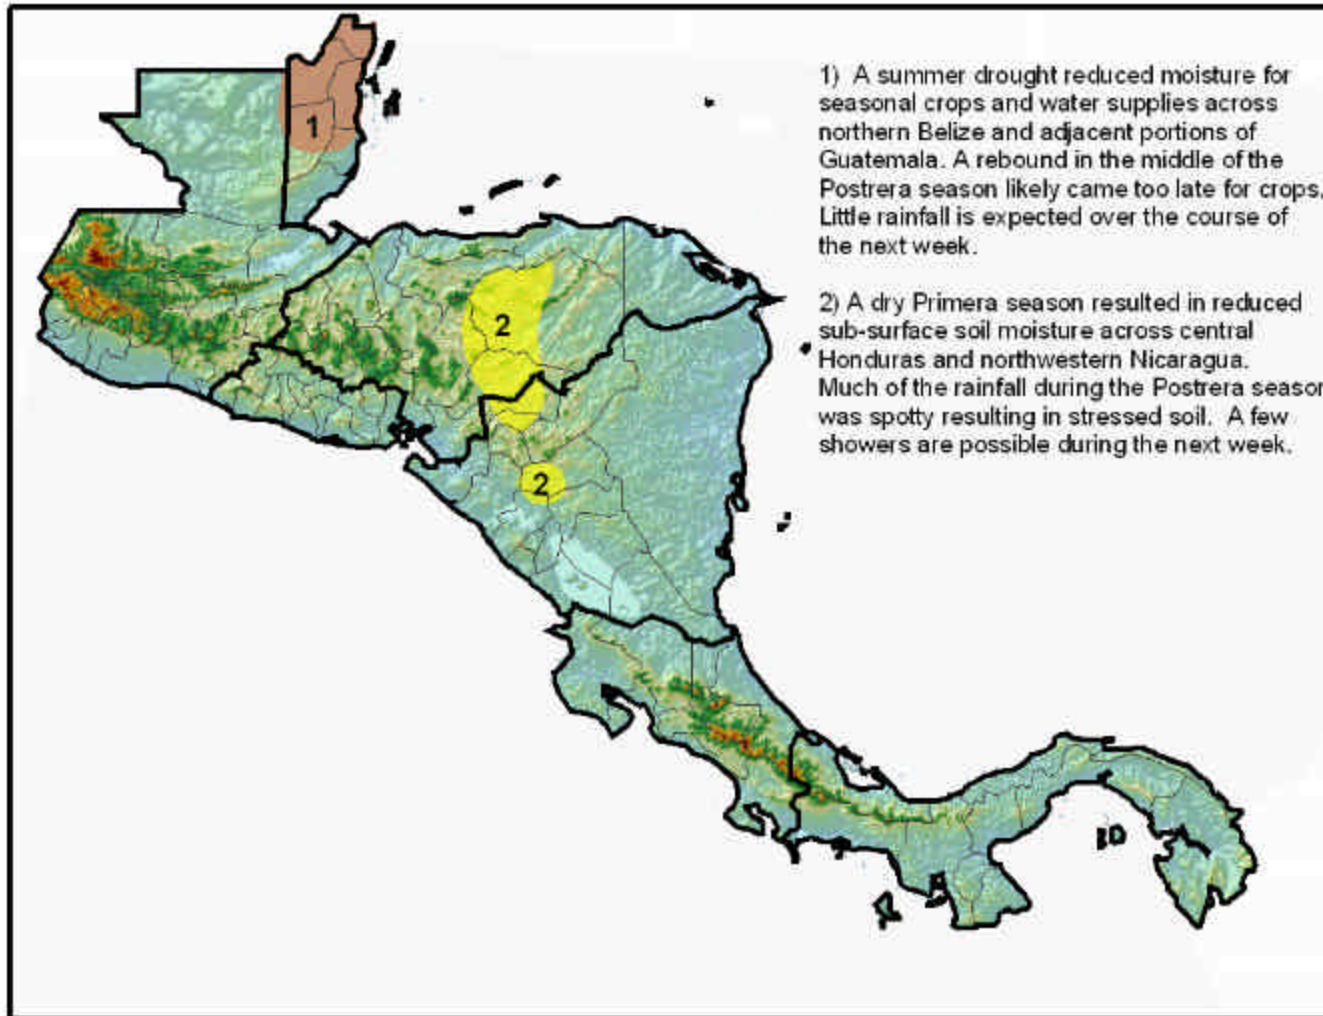 1) A summer drought reduced moisture for
seasonal crops and water supplies across
northern Belize and adjacent portions of
Guatemala. A rebound in the middle of the
Postrera season likely came too late for crops.
Little rainfall is expected over the course of
the next week.
2) A dry Primera season resulted in reduced
sub-surface soil moisture across central
Honduras and northwestern Nicaragua.
Much of the rainfall during the Postrera season
was spotty resulting in stressed soil. A few
showers are possible during the next week.
1
2
2